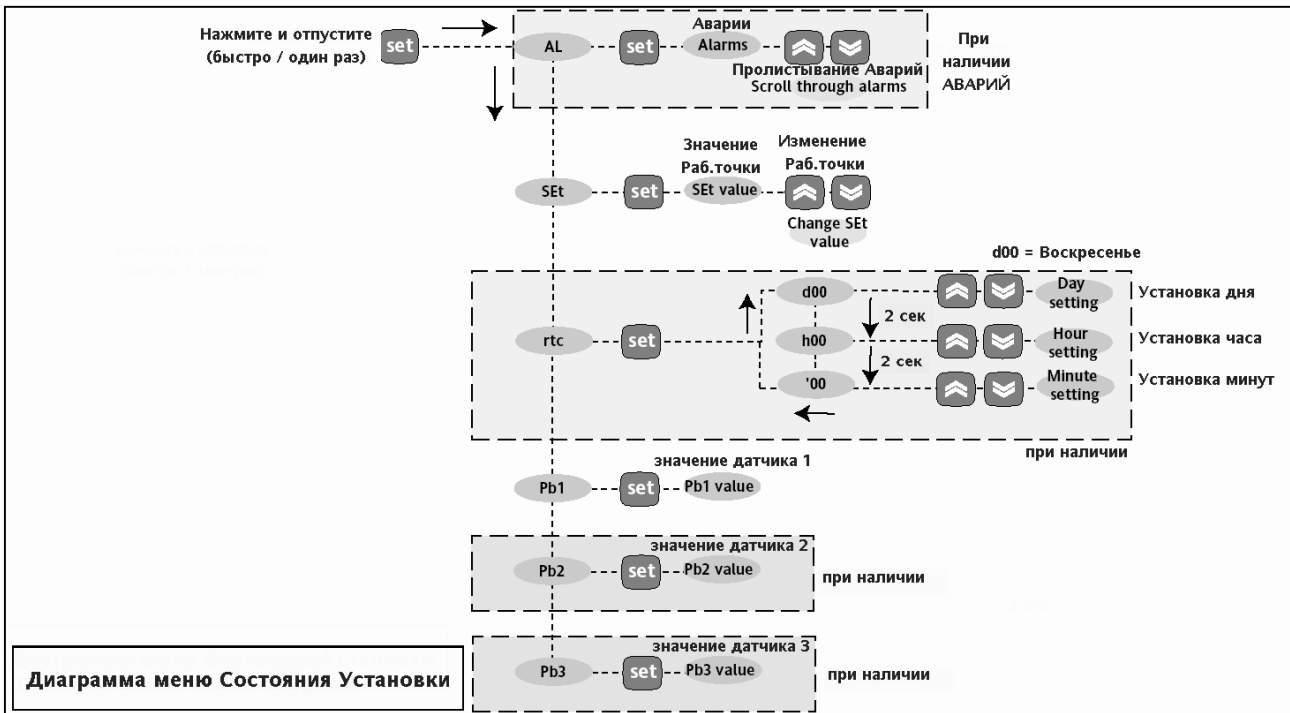 Нажмите и отпустите
(быстро / один раз)
set
AL
set
Аварии
Alarms
Пролистывание Аварий
Scroll through alarms
При
наличии
АВАРИЙ
SEt
set
Значение
Раб.точки
SEt value
Изменение
Раб.точки
Change SEt
value
d00 = Воскресенье
rtc
set
d00
2 сек
h00
2 сек
'00
Day
setting
Установка дня
Hour
setting
Установка часа
Minute
setting
Установка минут
при наличии
значение датчика 1
Pb1
set
Pb1 value
значение датчика 2
Pb2
set
Pb2 value
при наличии
значение датчика 3
Pb3
set
Pb3 value
при наличии
Диаграмма меню Состояния Установки